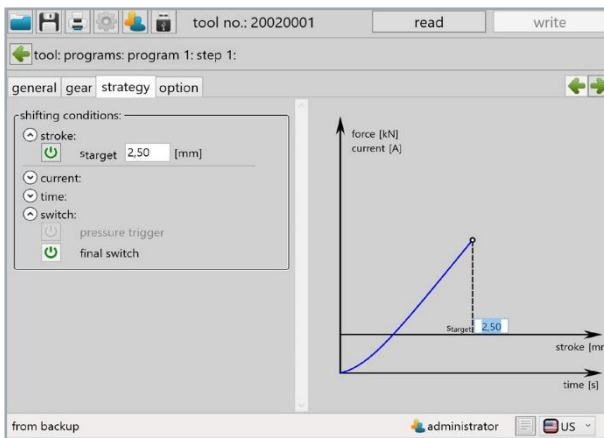 tool no.: 20020001 read write
tool: programs: program 1: step 1:
general gear strategy option
shifting conditions:
stroke:
starget 2,50 [mm]
current:
time:
switch:
pressure trigger
final switch
force [kN]
current [A]
starget 2,50
stroke [mm
time [s]
from backup administrator US